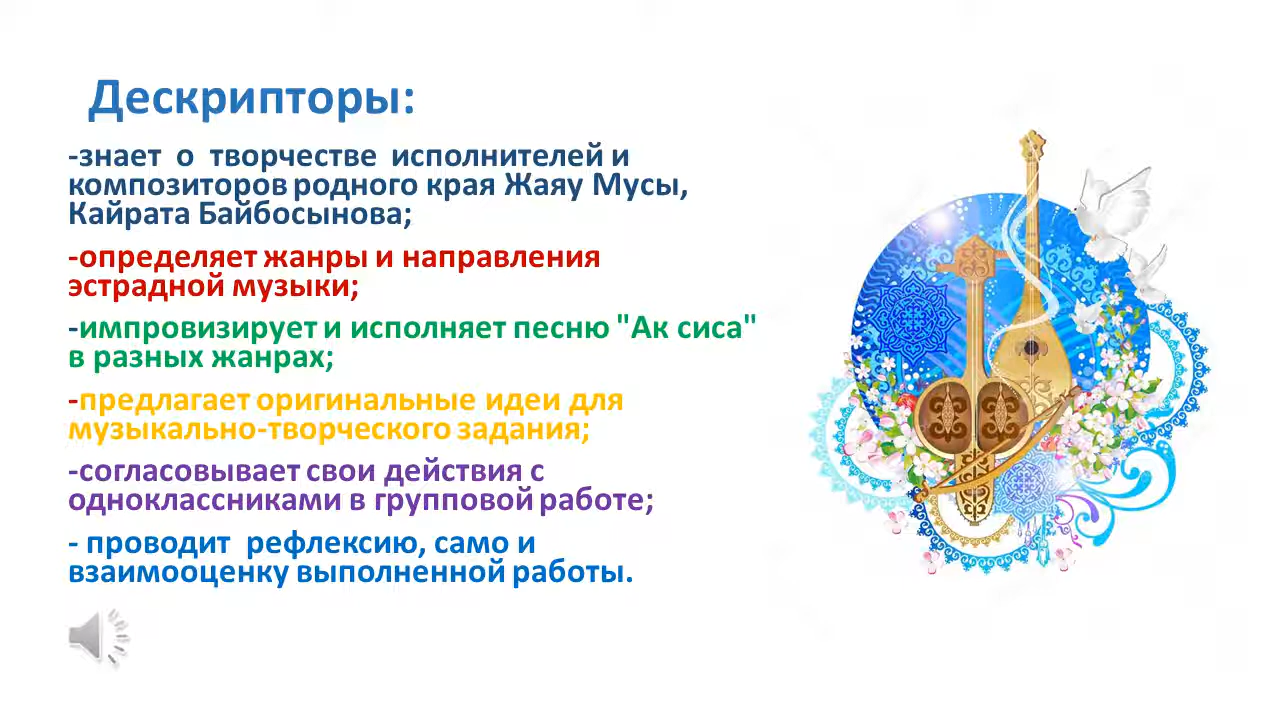 Дескрипторы:
-знает о творчестве исполнителей и
композиторов родного края Жаяу Мусы,
Кайрата Байбосынова;
-определяет жанры и направления
эстрадной музыки;
-импровизирует и исполняет песню "Ак сиса"
в разных жанрах;
-предлагает оригинальные идеи для
музыкально-творческого задания;
-согласовывает свои действия с
одноклассниками в групповой работе;
- проводит рефлексию, само и
взаимооценку выполненной работы.